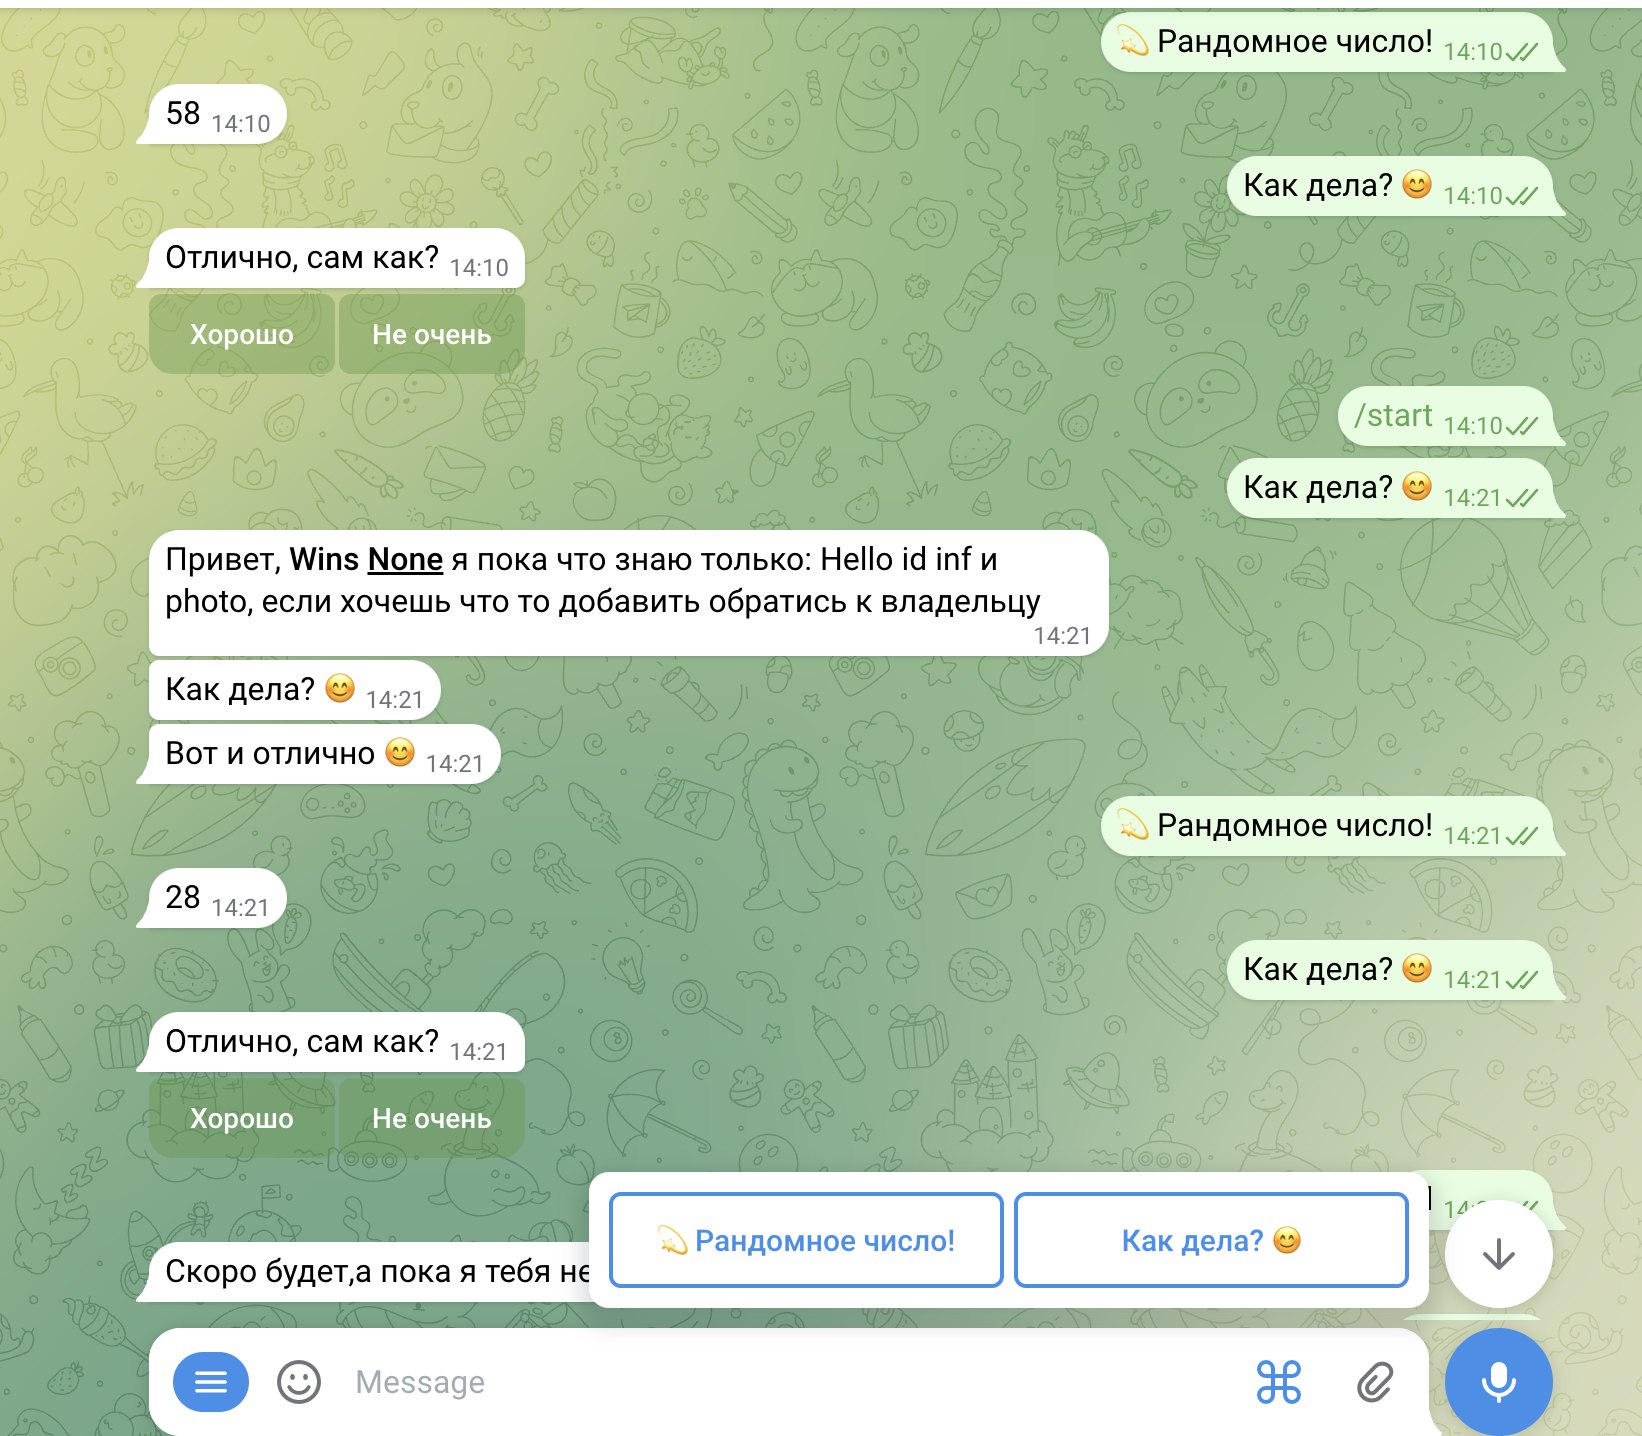 💫 Рандомное число! 14:10
58 14:10
Как дела? 😊 14:10
Отлично, сам как? 14:10
Хорошо Не очень
/start 14:10
Как дела? 😊 14:21
Привет, Wins None я пока что знаю только: Hello id inf и
photo, если хочешь что то добавить обратись к владельцу
14:21
Как дела? 😊 14:21
Вот и отлично 😊 14:21
💫 Рандомное число! 14:21
28 14:21
Как дела? 😊 14:21
Отлично, сам как? 14:21
Хорошо Не очень
💫 Рандомное число! Как дела? 😊
Скоро будет,а пока я тебя не
Message